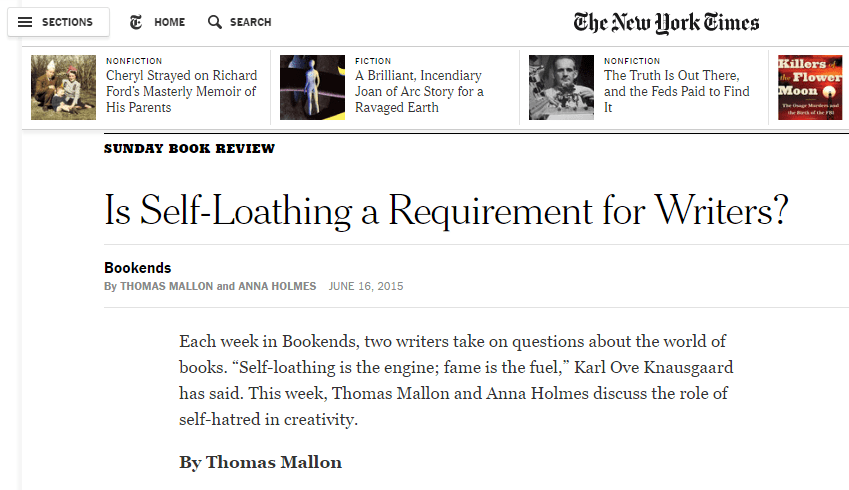 SECTIONS HOME SEARCH The New York Times
NONFICTION
Cheryl Strayed on Richard
Ford's Masterly Memoir of
His Parents
FICTION
A Brilliant, Incendiary
Joan of Arc Story for a
Ravaged Earth
NONFICTION
The Truth Is Out There,
and the Feds Paid to Find
It
Killers of
the Flower
Moon
The Osage Murders and
the Birth of the FBI
SUNDAY BOOK REVIEW
Is Self-Loathing a Requirement for Writers?
Bookends
By THOMAS MALLON and ANNA HOLMES JUNE 16, 2015
Each week in Bookends, two writers take on questions about the world of
books. “Self-loathing is the engine; fame is the fuel,” Karl Ove Knausgaard
has said. This week, Thomas Mallon and Anna Holmes discuss the role of
self-hatred in creativity.
By Thomas Mallon